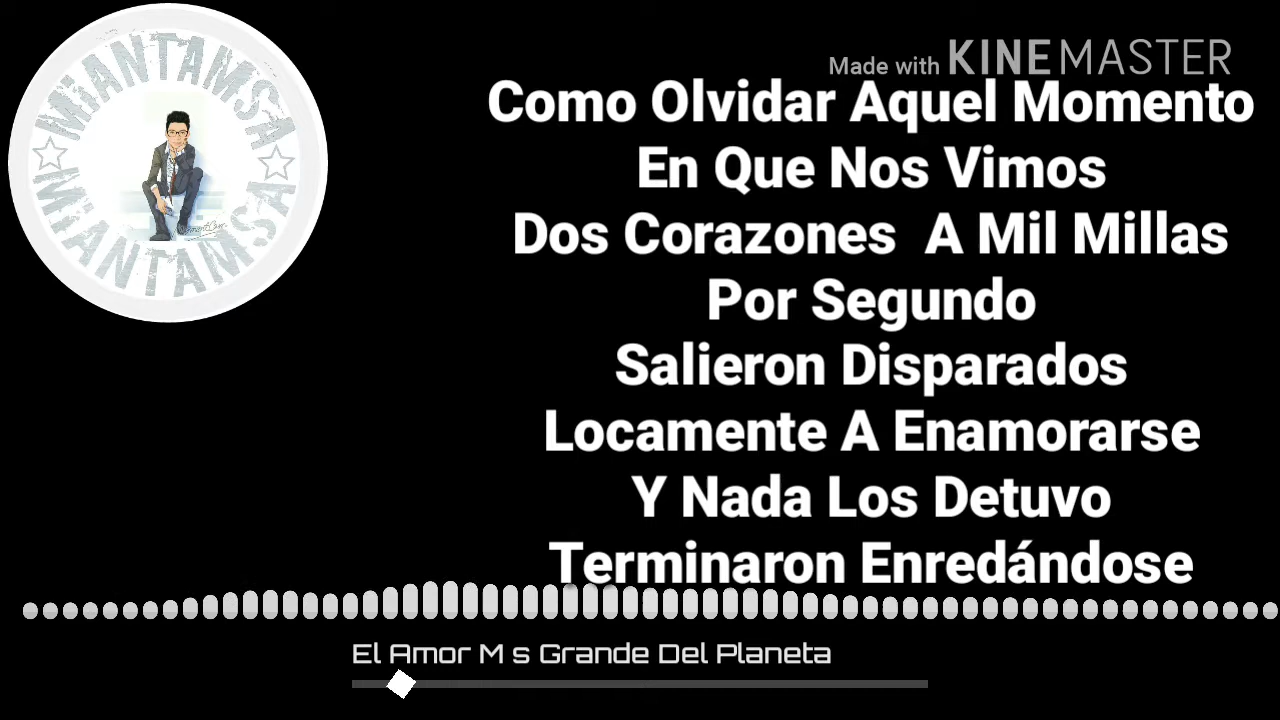 MIANTAMSA
MIANTAMSA
Made with KINEMASTER
Como Olvidar Aquel Momento
En Que Nos Vimos
Dos Corazones A Mil Millas
Por Segundo
Salieron Disparados
Locamente A Enamorarse
Y Nada Los Detuvo
Terminaron Enredándose
El Amor M s Grande Del Planeta